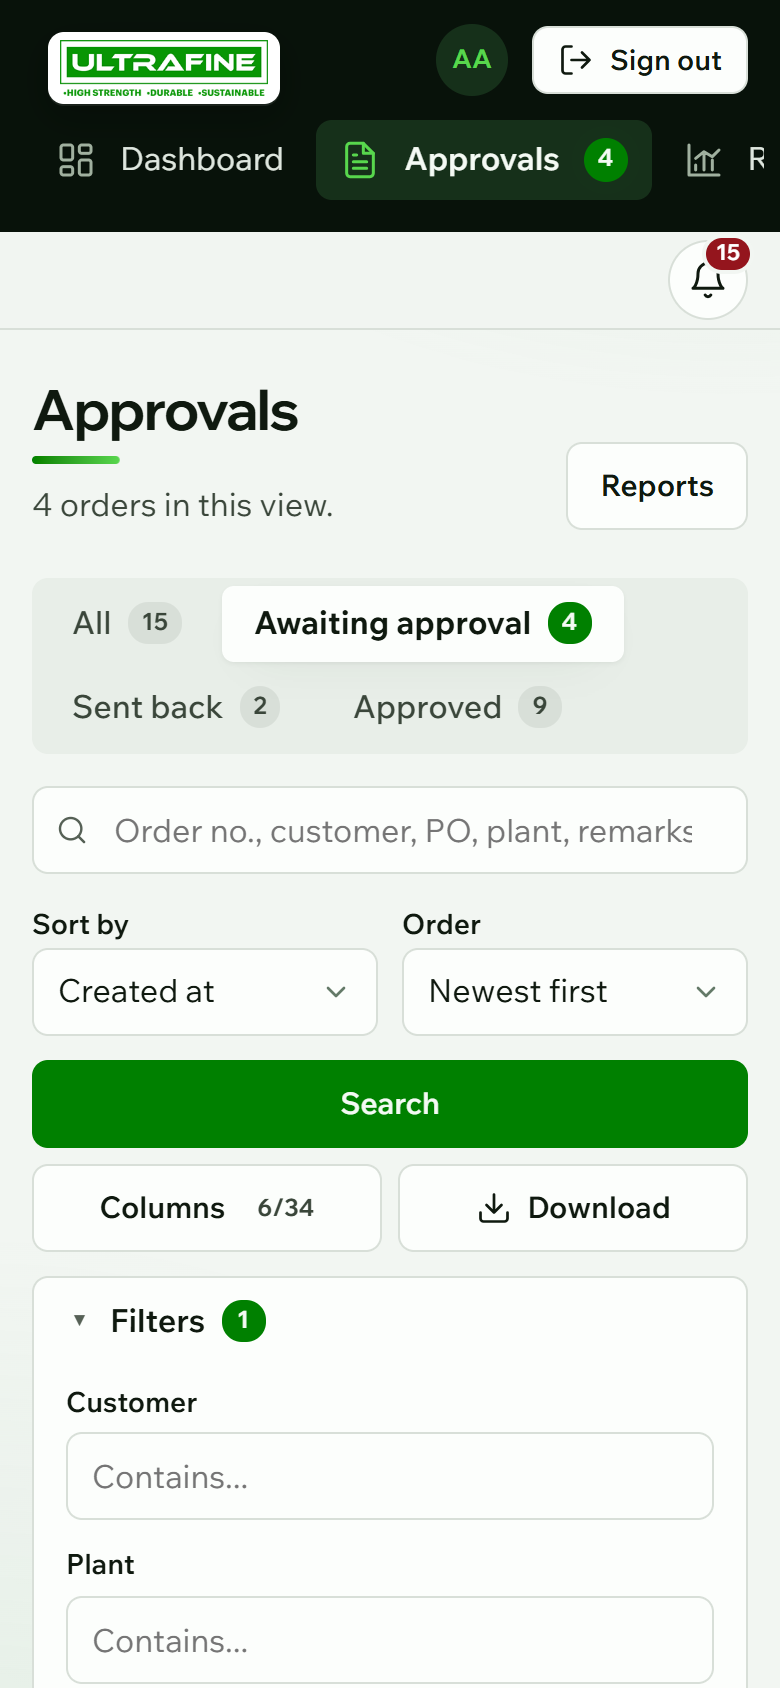 ULTRAFINE
•HIGH STRENGTH •DURABLE •SUSTAINABLE
AA
Sign out
Dashboard
Approvals 4
R
15
Approvals
4 orders in this view.
Reports
All 15
Awaiting approval 4
Sent back 2
Approved 9
Order no., customer, PO, plant, remarks
Sort by
Order
Created at
Newest first
Search
Columns 6/34
Download
▼ Filters 1
Customer
Contains...
Plant
Contains...